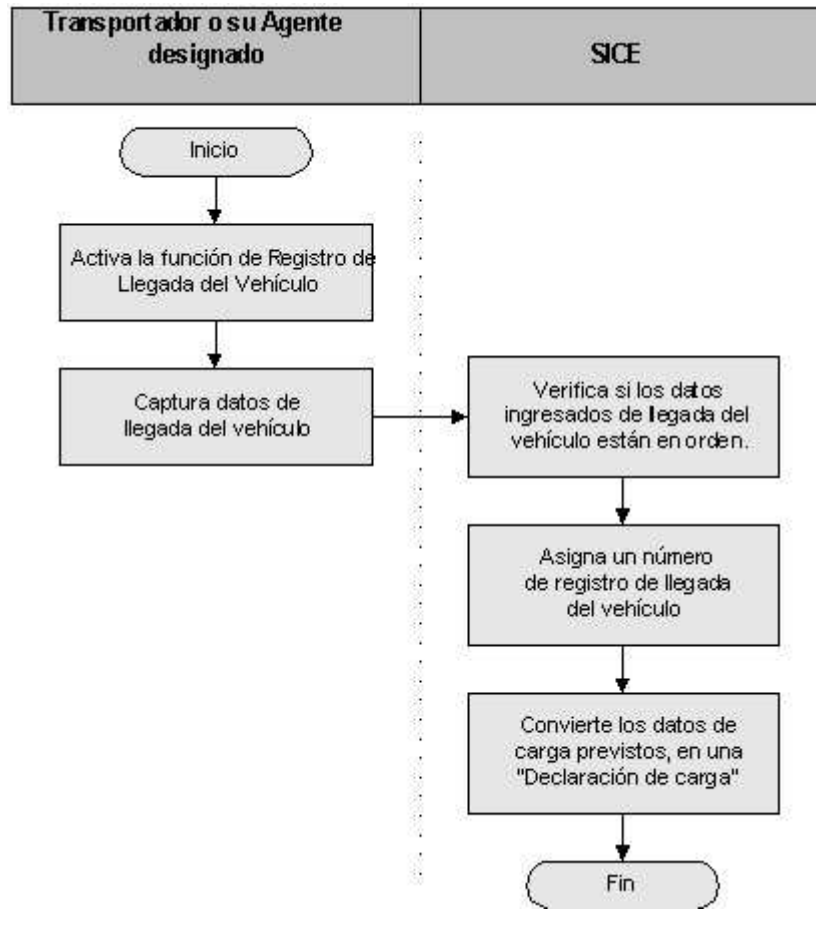 Transportador o su Agente
designado
SICE
Inicio
Activa la función de Registro de
Llegada del Vehículo
Captura datos de
llegada del vehículo
Verifica si los datos
ingresados de llegada del
vehículo están en orden.
Asigna un número
de registro de llegada
del vehículo
Convierte los datos de
carga previstos, en una
"Declaración de carga"
Fin